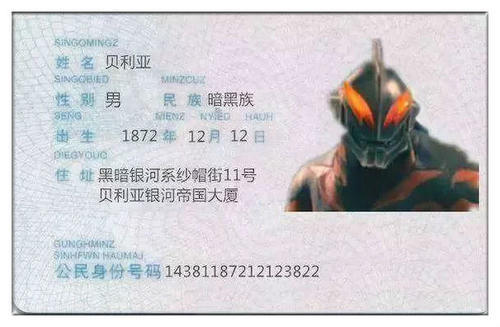 SINGOMINGZ
姓 名 贝利亚
SINGOBIED MINZCUZ
性 别 男 民 族 暗黑族
SENG NIENZ NYIED HAUH
出 生 1872 年 12 月 12 日
DIEGYOUQ
住 址 黑暗银河系纱帽街11号
贝利亚银河帝国大厦
GUNGHMINZ
SINHFWN HAUMAJ
公民身份号码 14381187212123822